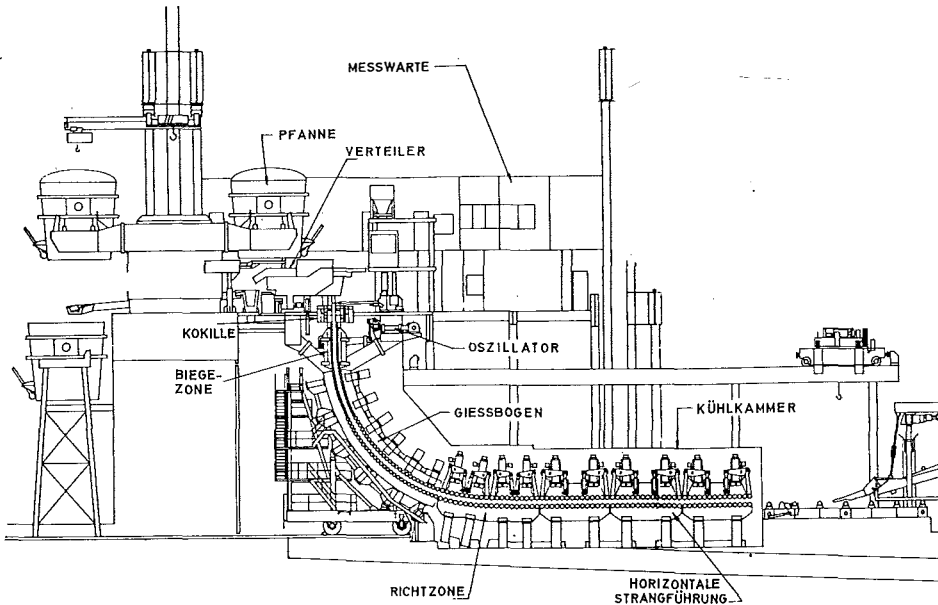 MESSWARTE
PFANNE
VERTEILER
KOKILLE
OSZILLATOR
BIEGE-
ZONE
GIESSBOGEN
KÜHLKAMMER
RICHTZONE
HORIZONTALE
STRANGFÜHRUNG